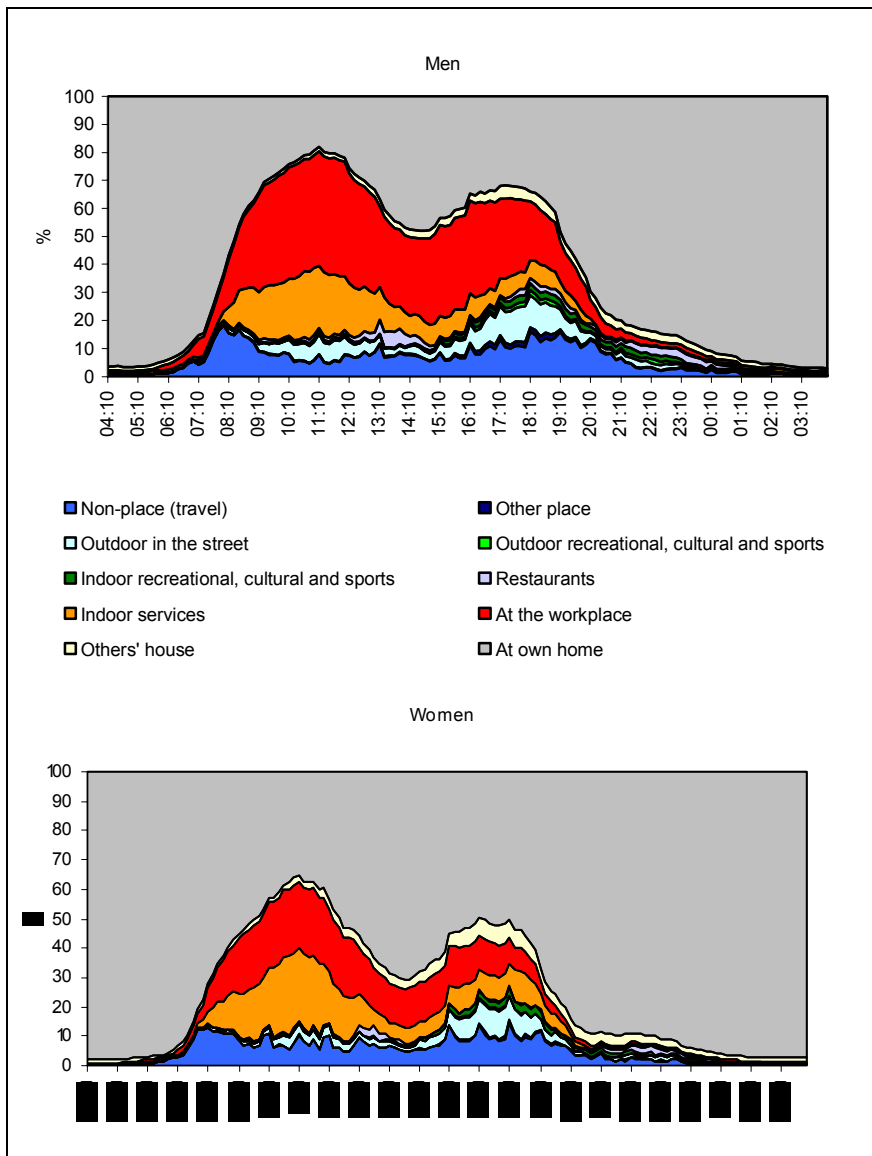 Men
100
90
80
70
60
50
40
30
20
10
0
%
04:10 05:10 06:10 07:10 08:10 09:10 10:10 11:10 12:10 13:10 14:10 15:10 16:10 17:10 18:10 19:10 20:10 21:10 22:10 23:10 00:10 01:10 02:10 03:10
Non-place (travel) Other place
Outdoor in the street Outdoor recreational, cultural and sports
Indoor recreational, cultural and sports Restaurants
Indoor services At the workplace
Others' house At own home
Women
100
90
80
70
60
50
40
30
20
10
0